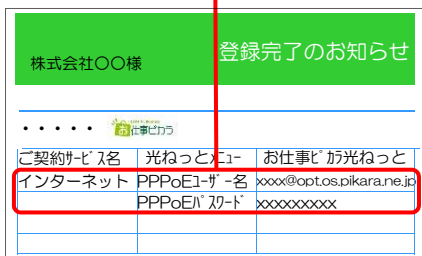 株式会社〇〇様
登録完了のお知らせ
・・・・・ お仕事ピカラ
ご契約ｻｰﾋﾞｽ名 光ねっとﾒﾆｭｰ お仕事ﾋﾟｶﾗ光ねっと
インターネット PPPoEﾕｰｻﾞｰ名 xxxx@opt.os.pikara.ne.jp
PPPoEﾊﾟｽﾜｰﾄﾞ xxxxxxxxx